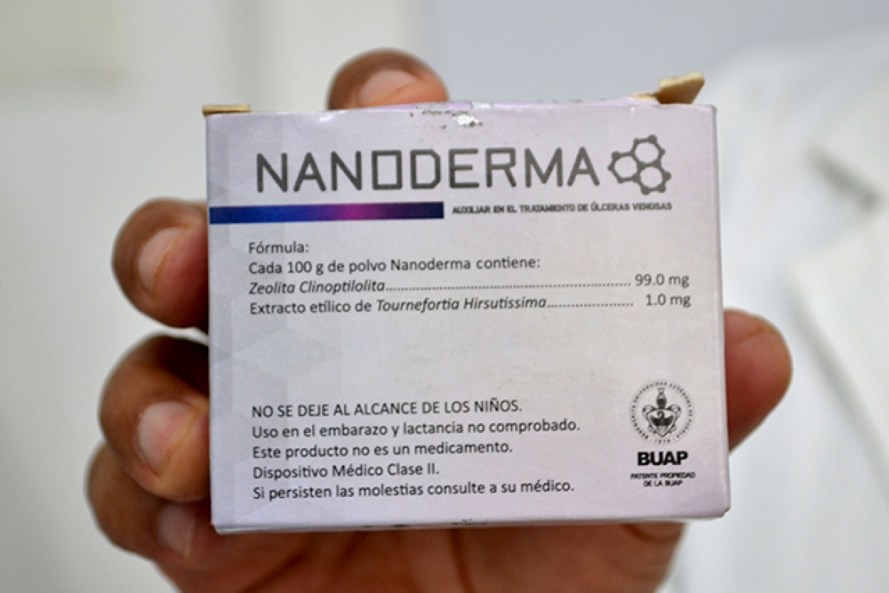 NANODERMA
AUXILIAR EN EL TRATAMIENTO DE ÚLCERAS VENOSAS
Fórmula:
Cada 100 g de polvo Nanoderma contiene:
Zeolita Clinoptilolita............................................................. 99.0 mg
Extracto etílico de Tournefortia Hirsutissima...................... 1.0 mg
NO SE DEJE AL ALCANCE DE LOS NIÑOS.
Uso en el embarazo y lactancia no comprobado.
Este producto no es un medicamento.
Dispositivo Médico Clase II.
Si persisten las molestias consulte a su médico.
BUAP
PATENTE PROPIEDAD
DE LA BUAP